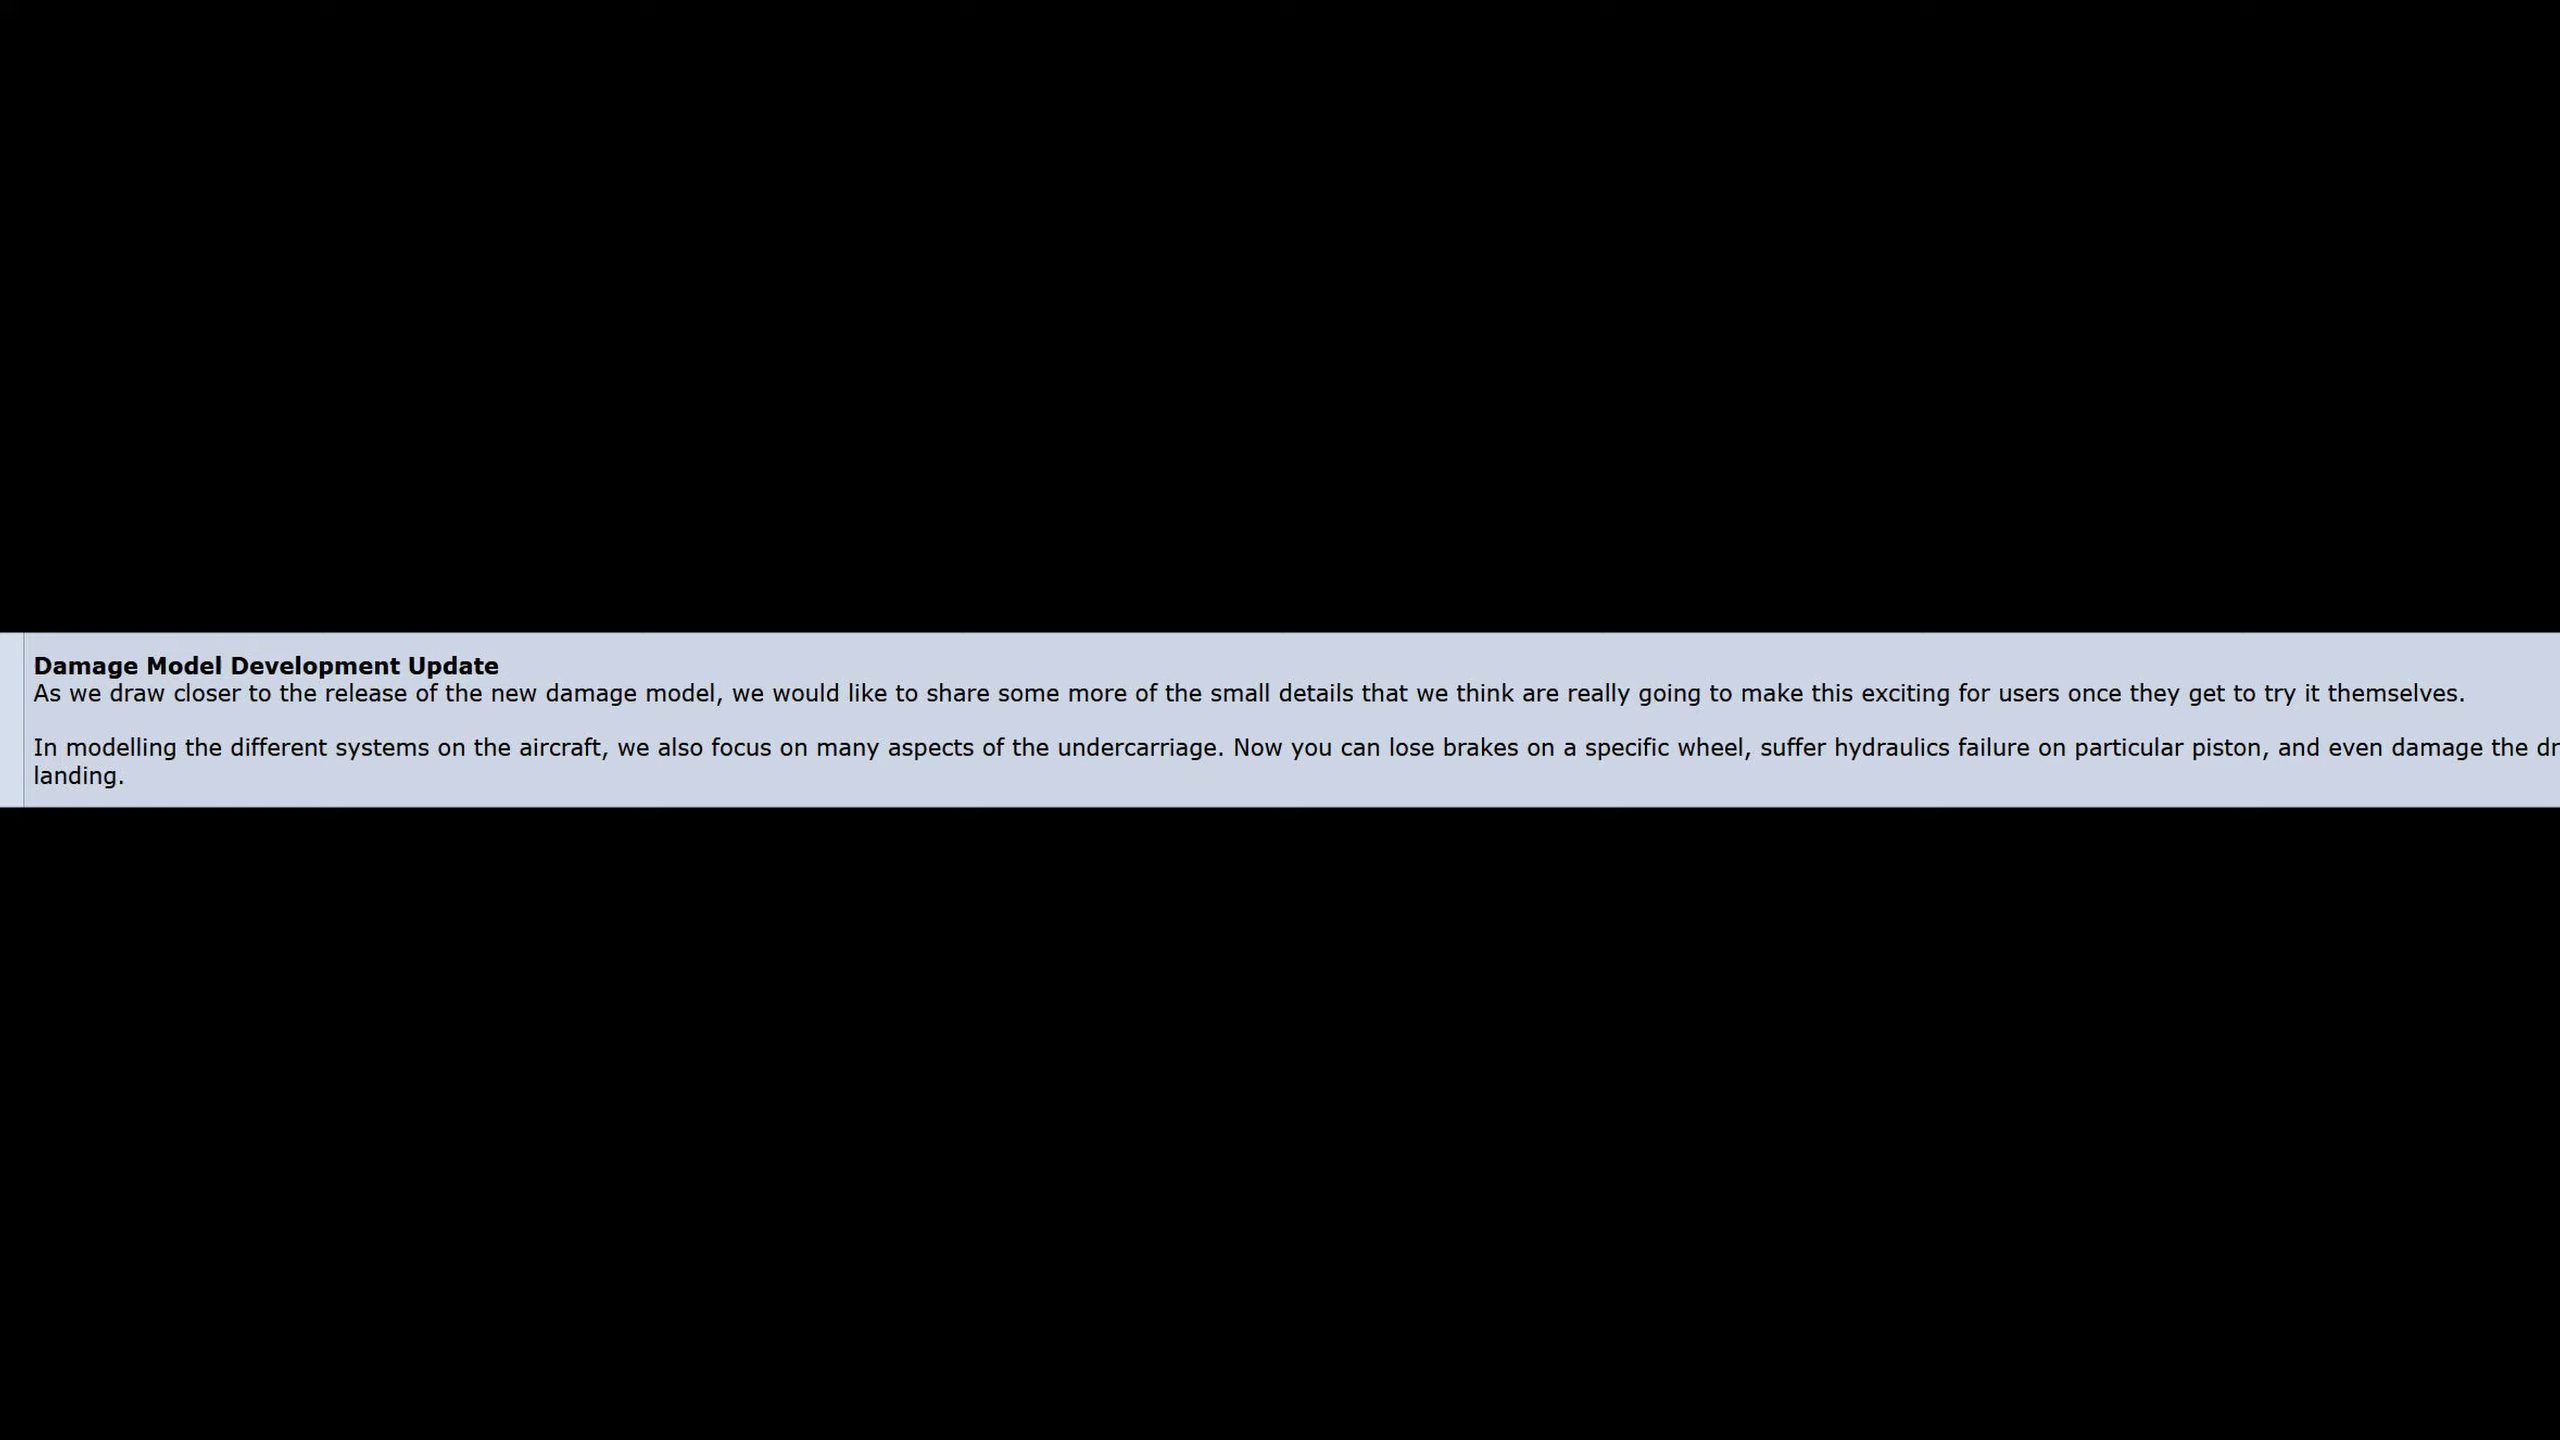 Damage Model Development Update
As we draw closer to the release of the new damage model, we would like to share some more of the small details that we think are really going to make this exciting for users once they get to try it themselves.
In modelling the different systems on the aircraft, we also focus on many aspects of the undercarriage. Now you can lose brakes on a specific wheel, suffer hydraulics failure on particular piston, and even damage the
landing.